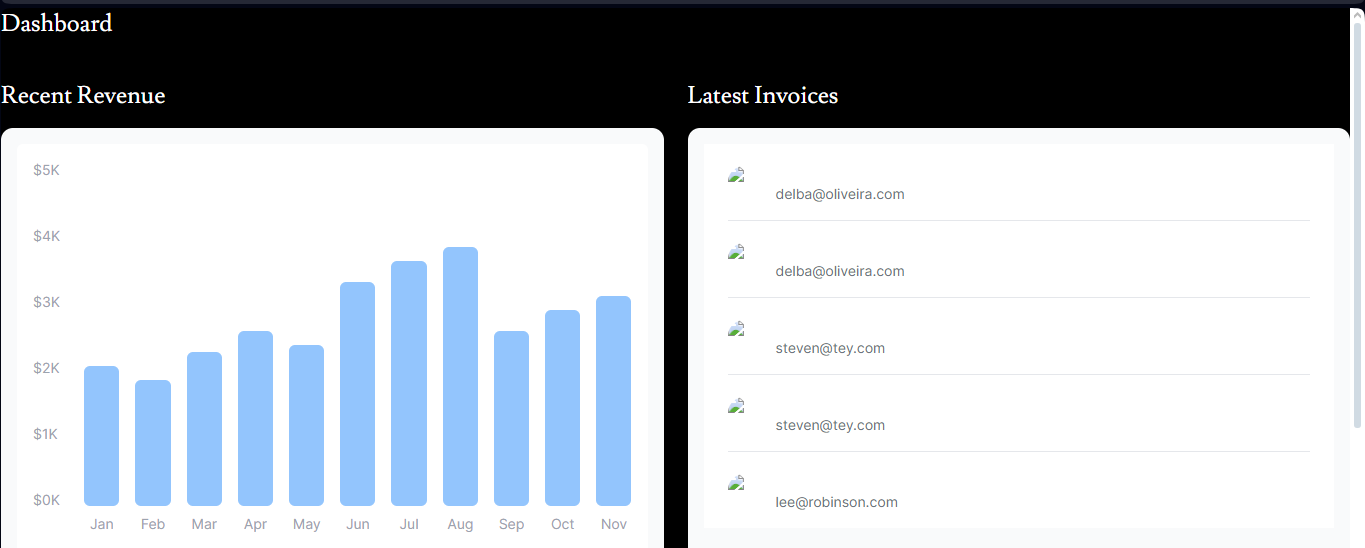 Dashboard
Recent Revenue
$5K
$4K
$3K
$2K
$1K
$0K
Jan Feb Mar Apr May Jun Jul Aug Sep Oct Nov
Latest Invoices
delba@oliveira.com
delba@oliveira.com
steven@tey.com
steven@tey.com
lee@robinson.com